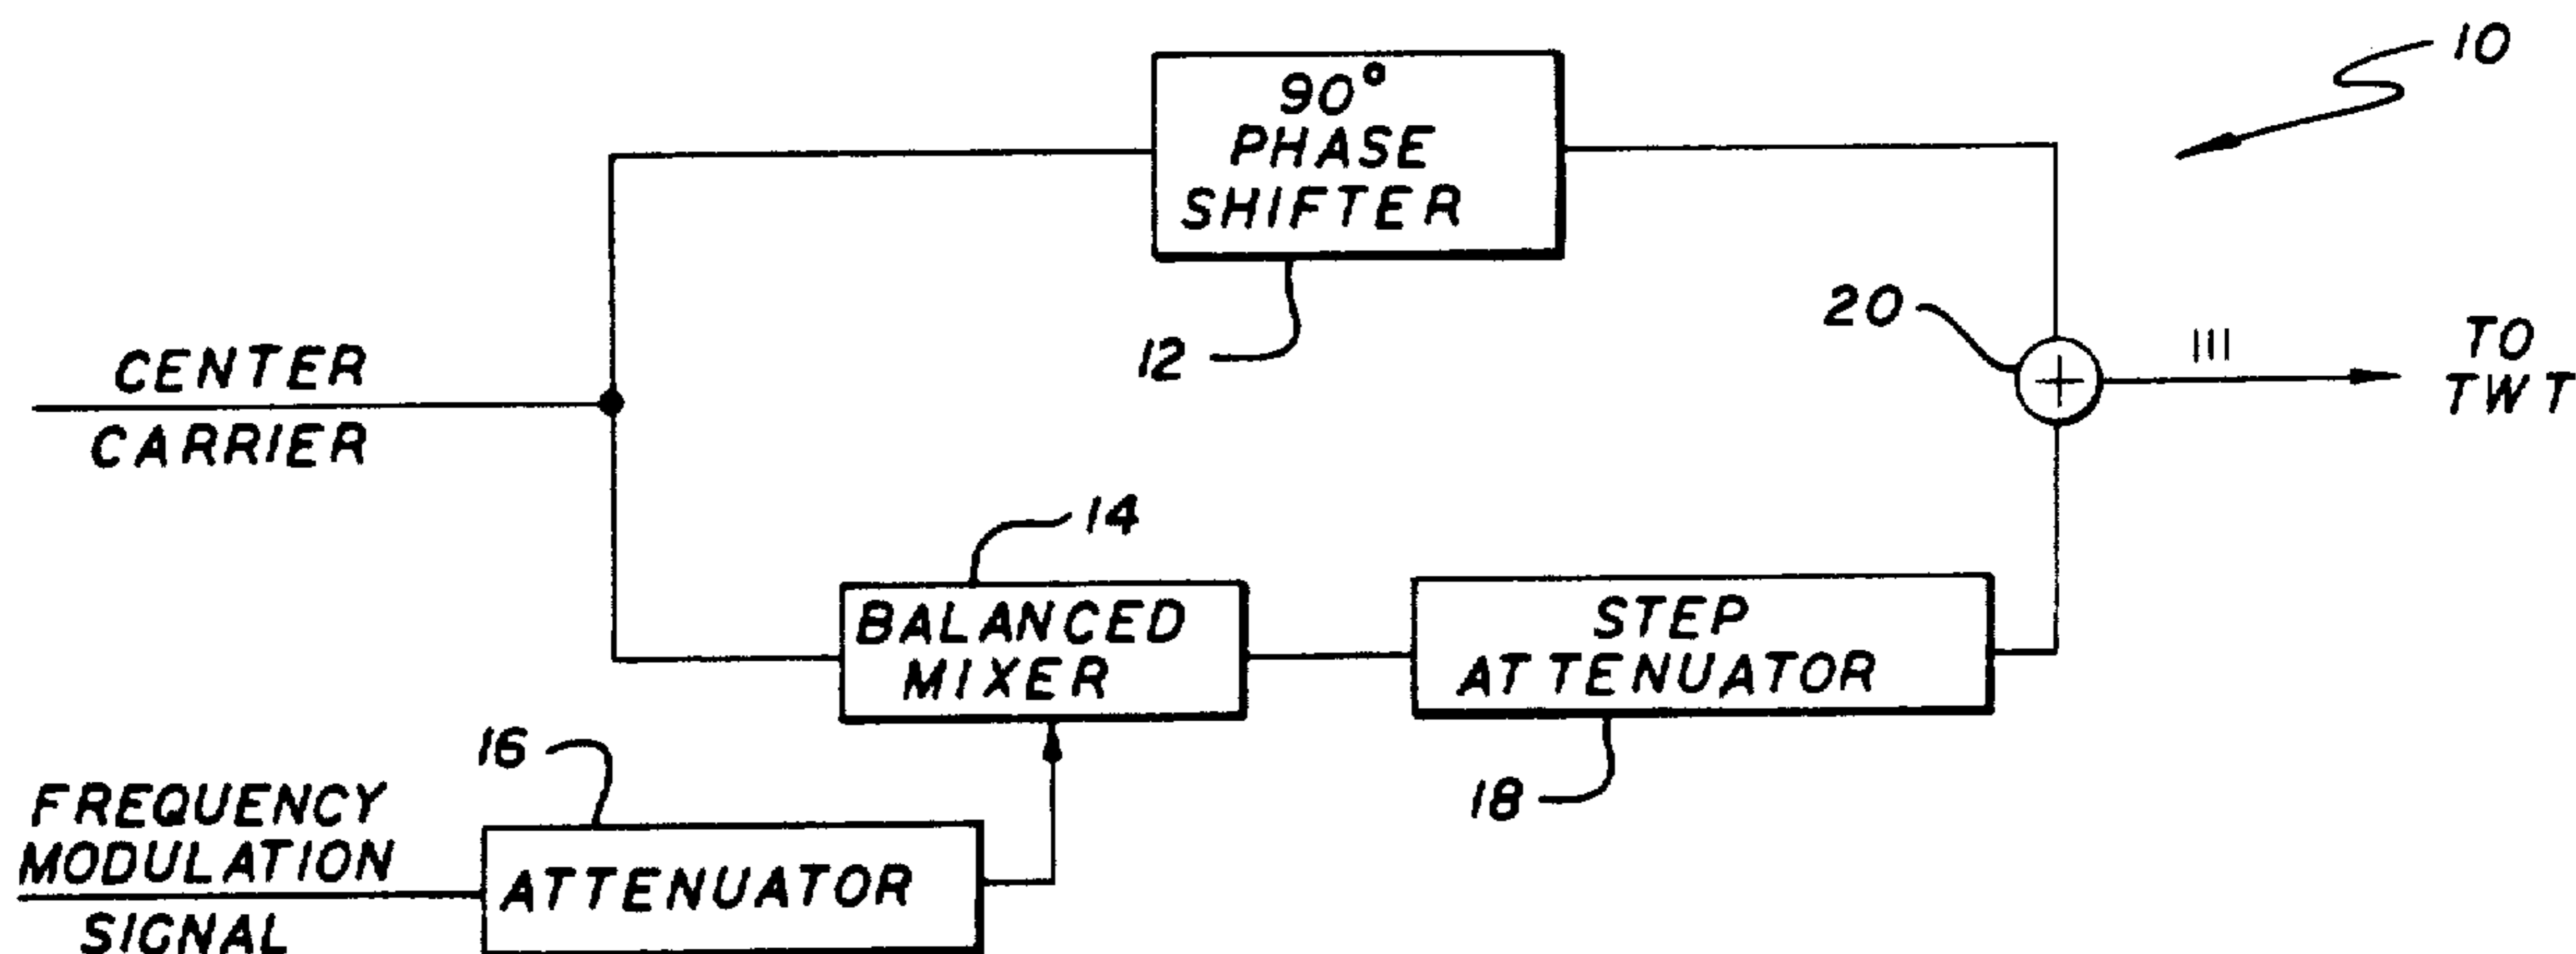 10
90°
PHASE
SHIFTER
12
20
TO
TWT
CENTER
CARRIER
14
BALANCED
MIXER
STEP
ATTENUATOR
16
18
FREQUENCY
MODULATION
SIGNAL
ATTENUATOR